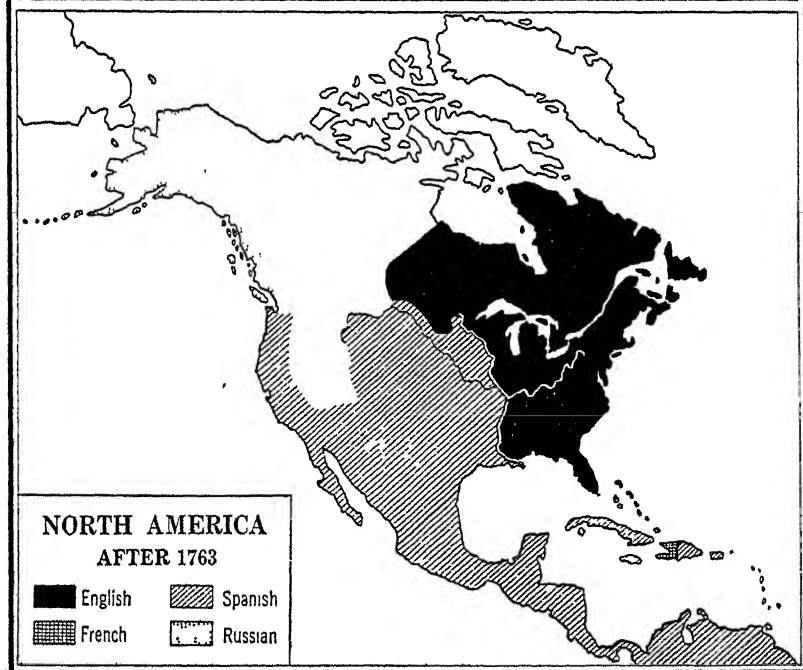 NORTH AMERICA
AFTER 1763
English
Spanish
French
Russian